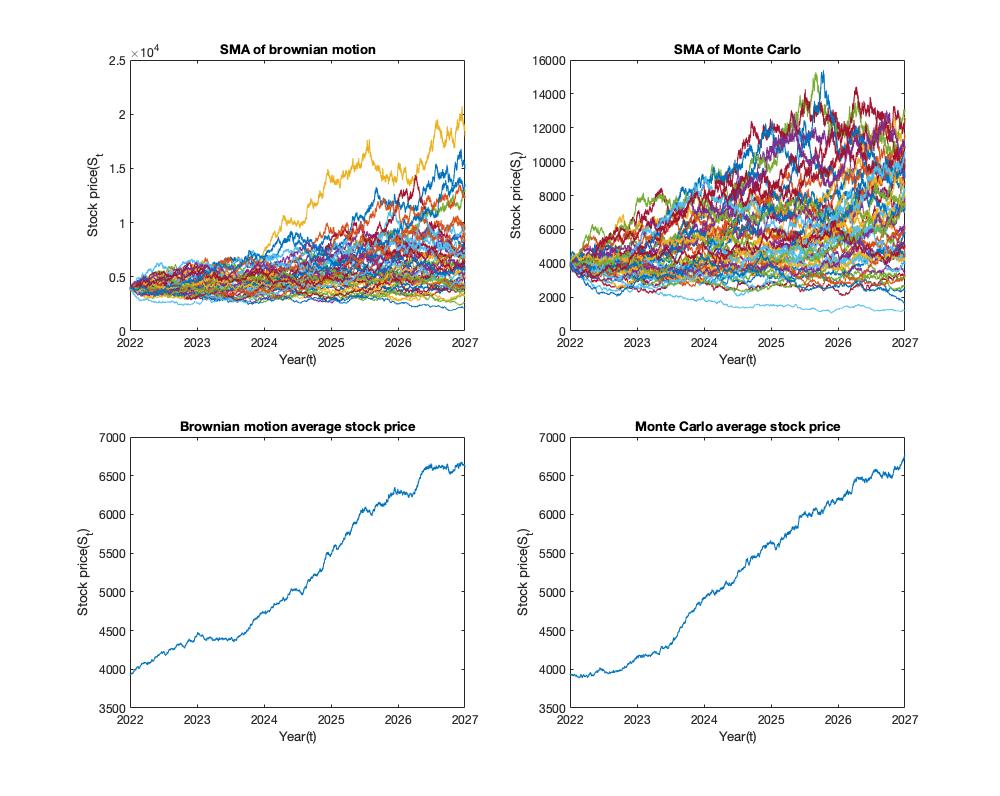 SMA of brownian motion
×10^4
2.5
2
1.5
1
0.5
0
Stock price(S_t
2022 2023 2024 2025 2026 2027
Year(t)
SMA of Monte Carlo
16000
14000
12000
10000
8000
6000
4000
2000
0
Stock price(S_t)
2022 2023 2024 2025 2026 2027
Year(t)
Brownian motion average stock price
7000
6500
6000
5500
5000
4500
4000
3500
Stock price(S_t)
2022 2023 2024 2025 2026 2027
Year(t)
Monte Carlo average stock price
7000
6500
6000
5500
5000
4500
4000
3500
Stock price(S_t)
2022 2023 2024 2025 2026 2027
Year(t)